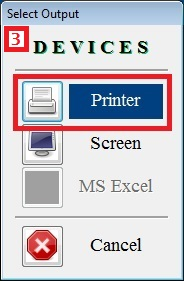 Select Output
3
DEVICES
Printer
Screen
MS Excel
Cancel